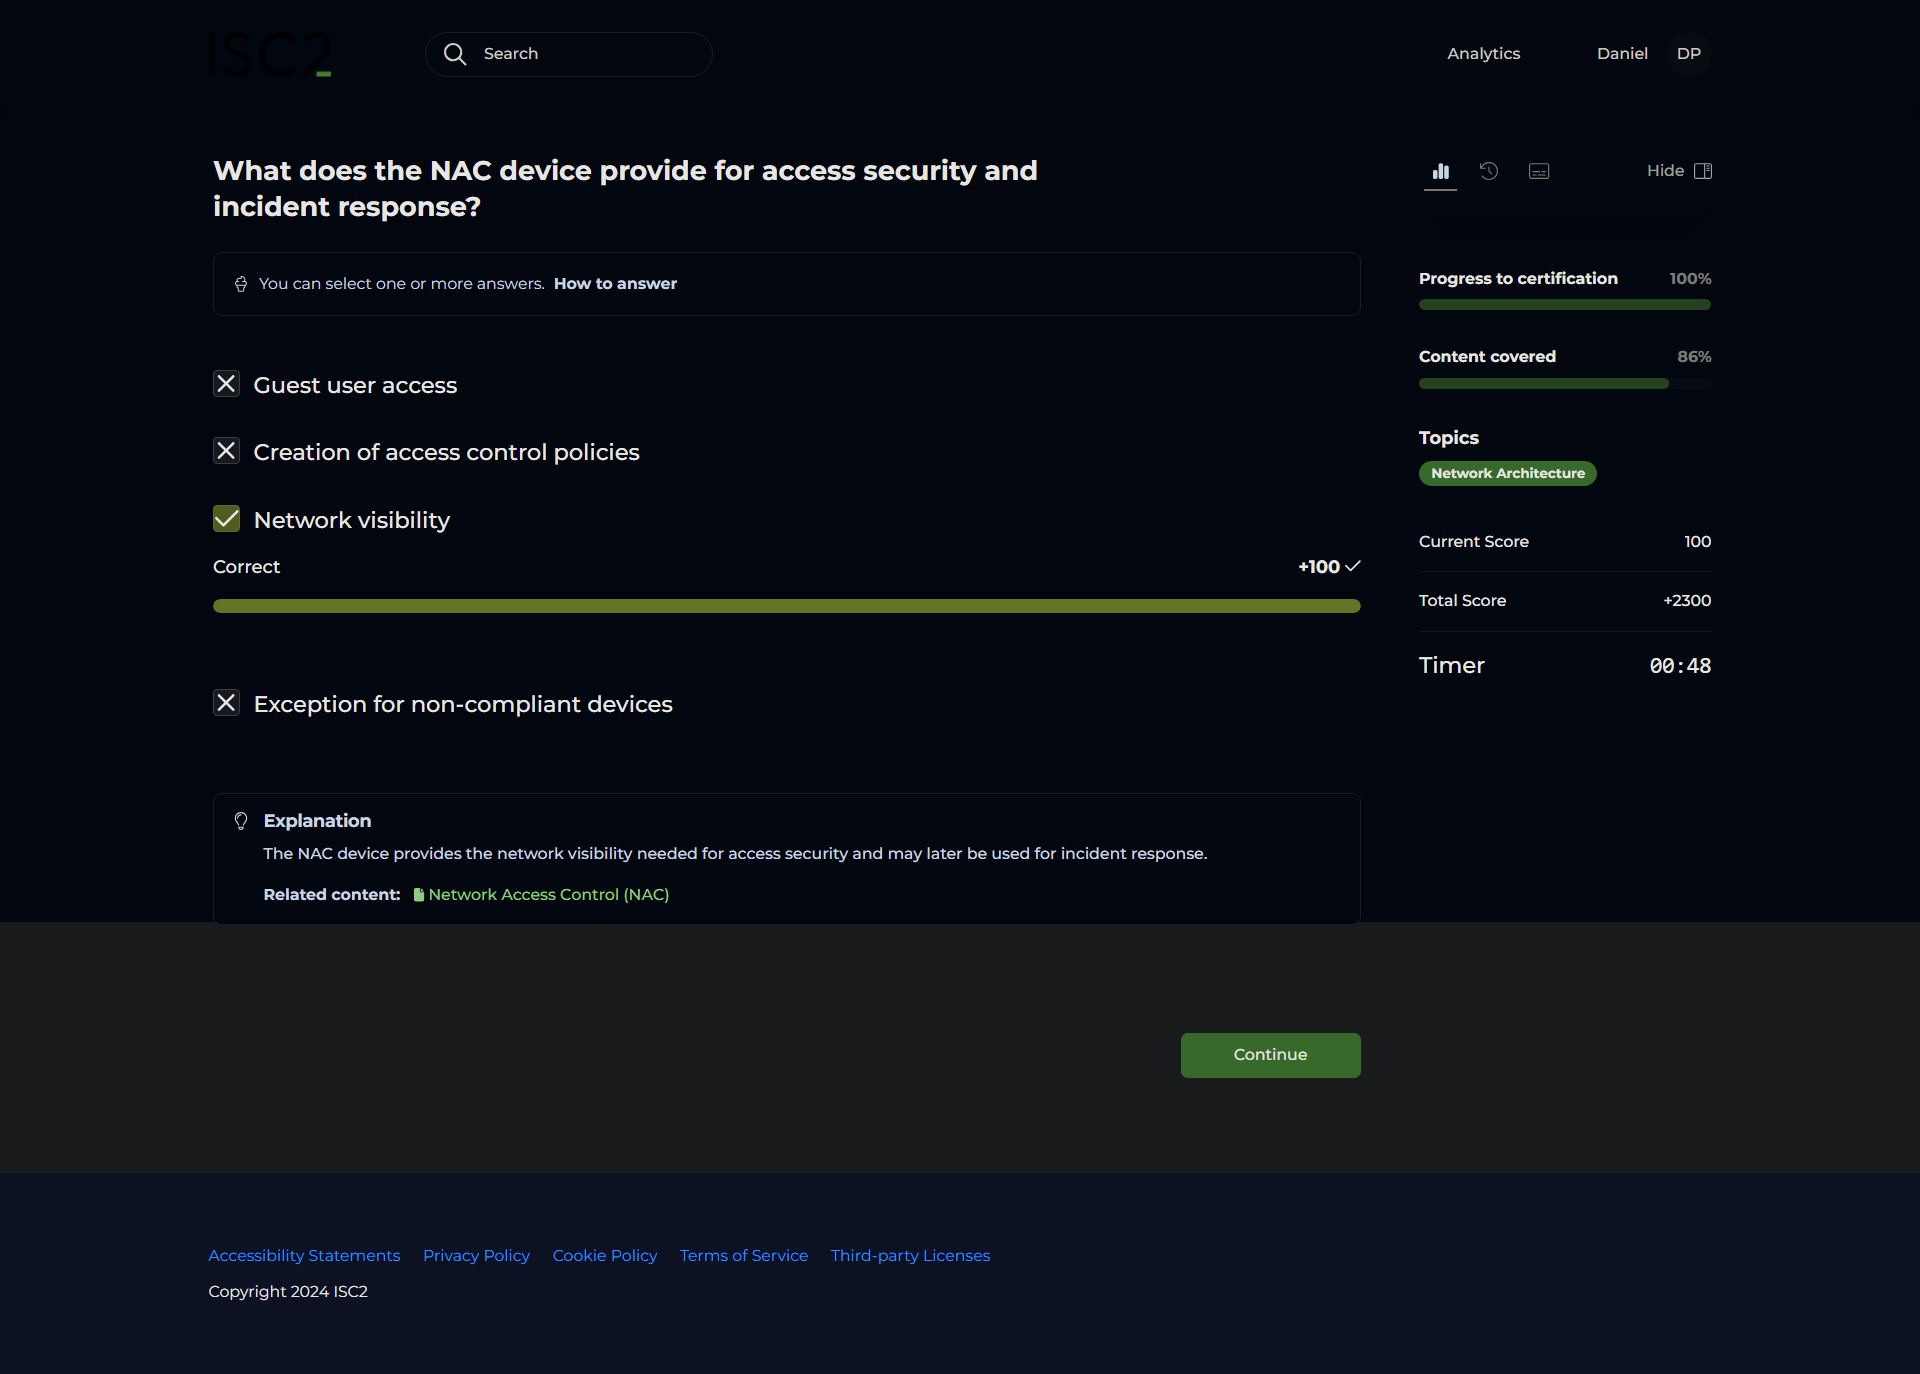 ISC2
Search
Analytics
Daniel
DP
What does the NAC device provide for access security and
incident response?
You can select one or more answers. How to answer
Guest user access
Creation of access control policies
Network visibility
Correct
+100
Exception for non-compliant devices
Explanation
The NAC device provides the network visibility needed for access security and may later be used for incident response.
Related content: Network Access Control (NAC)
Hide
Progress to certification 100%
Content covered 86%
Topics
Network Architecture
Current Score 100
Total Score +2300
Timer 00:48
Continue
Accessibility Statements Privacy Policy Cookie Policy Terms of Service Third-party Licenses
Copyright 2024 ISC2